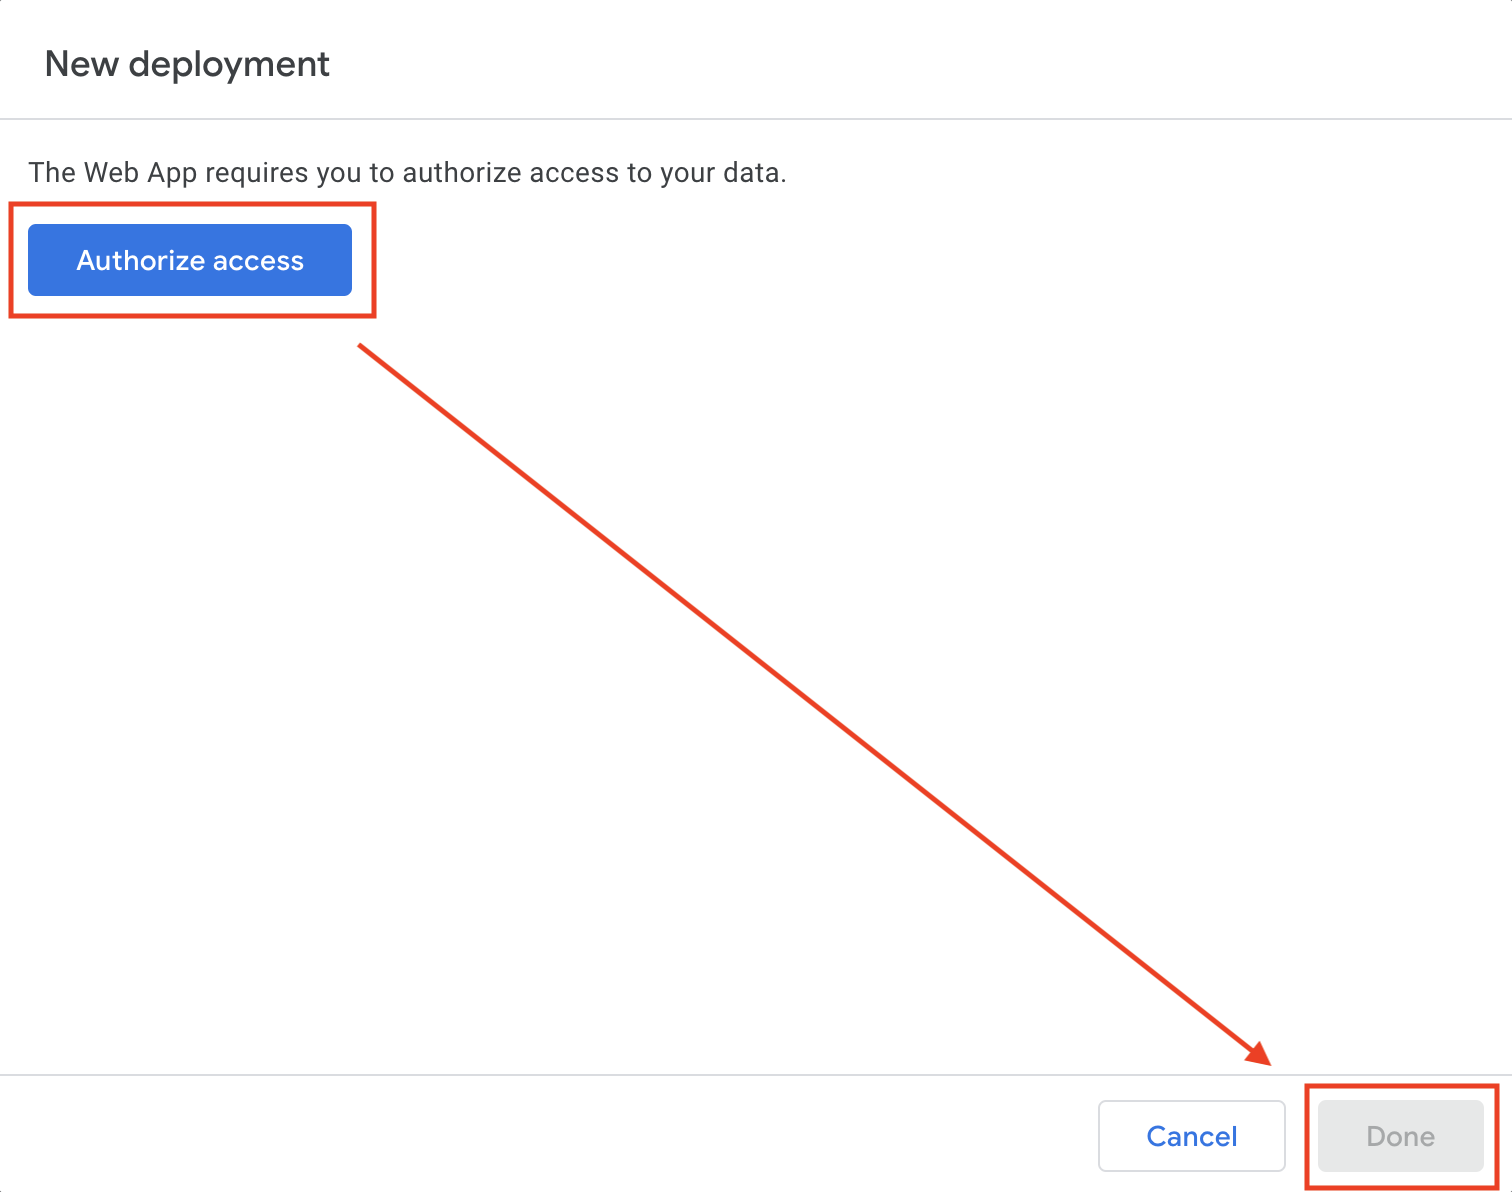 New deployment
The Web App requires you to authorize access to your data.
Authorize access
Cancel
Done